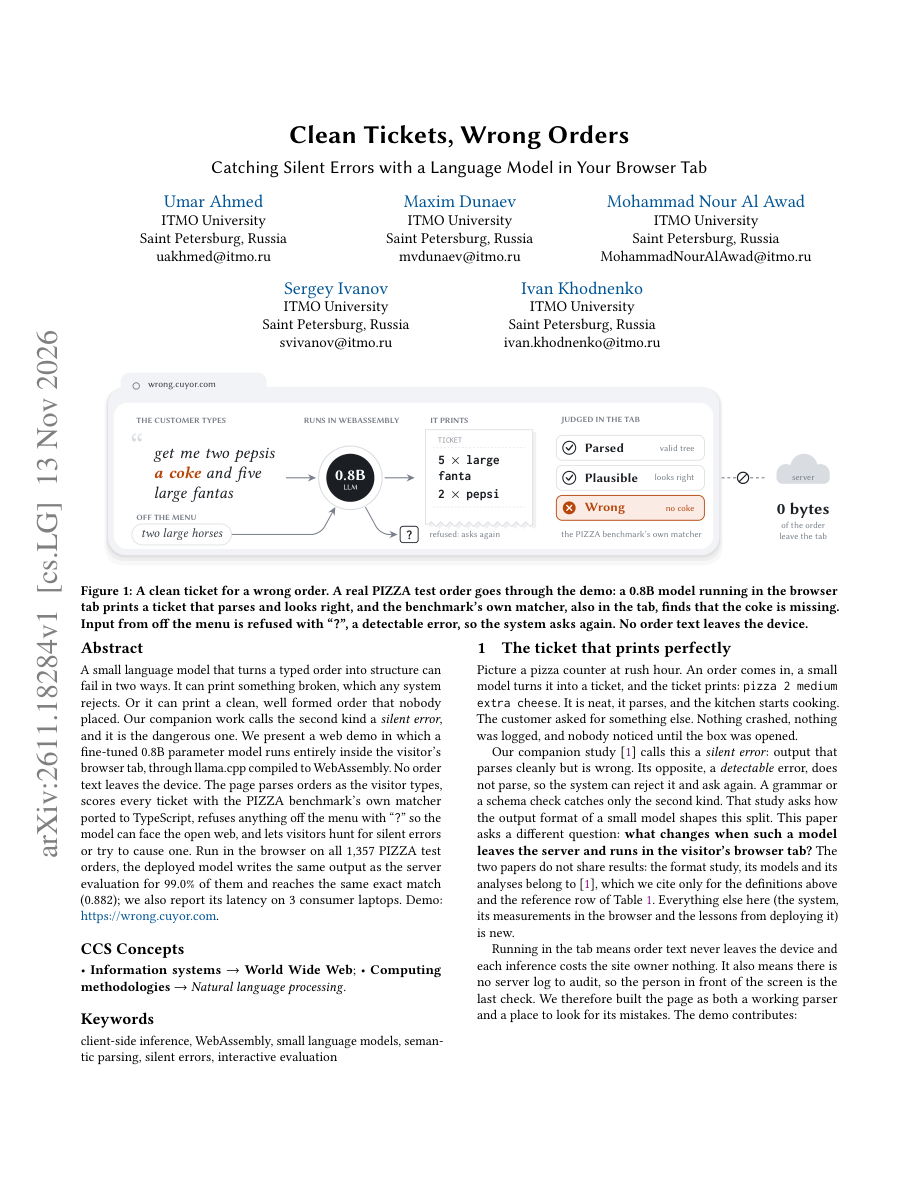 Clean Tickets, Wrong Orders
Catching Silent Errors with a Language Model in Your Browser Tab
Umar Ahmed
ITMO University
Saint Petersburg, Russia
uakhmed@itmo.ru
Maxim Dunaev
ITMO University
Saint Petersburg, Russia
mvdunaev@itmo.ru
Mohammad Nour Al Awad
ITMO University
Saint Petersburg, Russia
MohammadNourAlAwad@itmo.ru
Sergey Ivanov
ITMO University
Saint Petersburg, Russia
svivanov@itmo.ru
Ivan Khodnenko
ITMO University
Saint Petersburg, Russia
ivan.khodnenko@itmo.ru
arXiv:2611.18284v1 [cs.LG] 13 Nov 2026
wrong.cuyor.com
THE CUSTOMER TYPES
“
get me two pepsis
a coke and five
large fantas
OFF THE MENU
two large horses
RUNS IN WEBASSEMBLY
0.8B
LLM
?
IT PRINTS
TICKET
5 × large
fanta
2 × pepsi
refused: asks again
JUDGED IN THE TAB
Parsed valid tree
Plausible looks right
Wrong no coke
the PIZZA benchmark's own matcher
server
0 bytes
of the order
leave the tab
Figure 1: A clean ticket for a wrong order. A real PIZZA test order goes through the demo: a 0.8B model running in the browser
tab prints a ticket that parses and looks right, and the benchmark's own matcher, also in the tab, finds that the coke is missing.
Input from off the menu is refused with “?”, a detectable error, so the system asks again. No order text leaves the device.
Abstract
A small language model that turns a typed order into structure can
fail in two ways. It can print something broken, which any system
rejects. Or it can print a clean, well formed order that nobody
placed. Our companion work calls the second kind a silent error,
and it is the dangerous one. We present a web demo in which a
fine-tuned 0.8B parameter model runs entirely inside the visitor's
browser tab, through llama.cpp compiled to WebAssembly. No order
text leaves the device. The page parses orders as the visitor types,
scores every ticket with the PIZZA benchmark's own matcher
ported to TypeScript, refuses anything off the menu with “?” so the
model can face the open web, and lets visitors hunt for silent errors
or try to cause one. Run in the browser on all 1,357 PIZZA test
orders, the deployed model writes the same output as the server
evaluation for 99.0% of them and reaches the same exact match
(0.882); we also report its latency on 3 consumer laptops. Demo:
https://wrong.cuyor.com.
CCS Concepts
• Information systems → World Wide Web; • Computing
methodologies → Natural language processing.
Keywords
client-side inference, WebAssembly, small language models, seman-
tic parsing, silent errors, interactive evaluation
1 The ticket that prints perfectly
Picture a pizza counter at rush hour. An order comes in, a small
model turns it into a ticket, and the ticket prints: pizza 2 medium
extra cheese. It is neat, it parses, and the kitchen starts cooking.
The customer asked for something else. Nothing crashed, nothing
was logged, and nobody noticed until the box was opened.
Our companion study [1] calls this a silent error: output that
parses cleanly but is wrong. Its opposite, a detectable error, does
not parse, so the system can reject it and ask again. A grammar or
a schema check catches only the second kind. That study asks how
the output format of a small model shapes this split. This paper
asks a different question: what changes when such a model
leaves the server and runs in the visitor's browser tab? The
two papers do not share results: the format study, its models and its
analyses belong to [1], which we cite only for the definitions above
and the reference row of Table 1. Everything else here (the system,
its measurements in the browser and the lessons from deploying it)
is new.
Running in the tab means order text never leaves the device and
each inference costs the site owner nothing. It also means there is
no server log to audit, so the person in front of the screen is the
last check. We therefore built the page as both a working parser
and a place to look for its mistakes. The demo contributes: